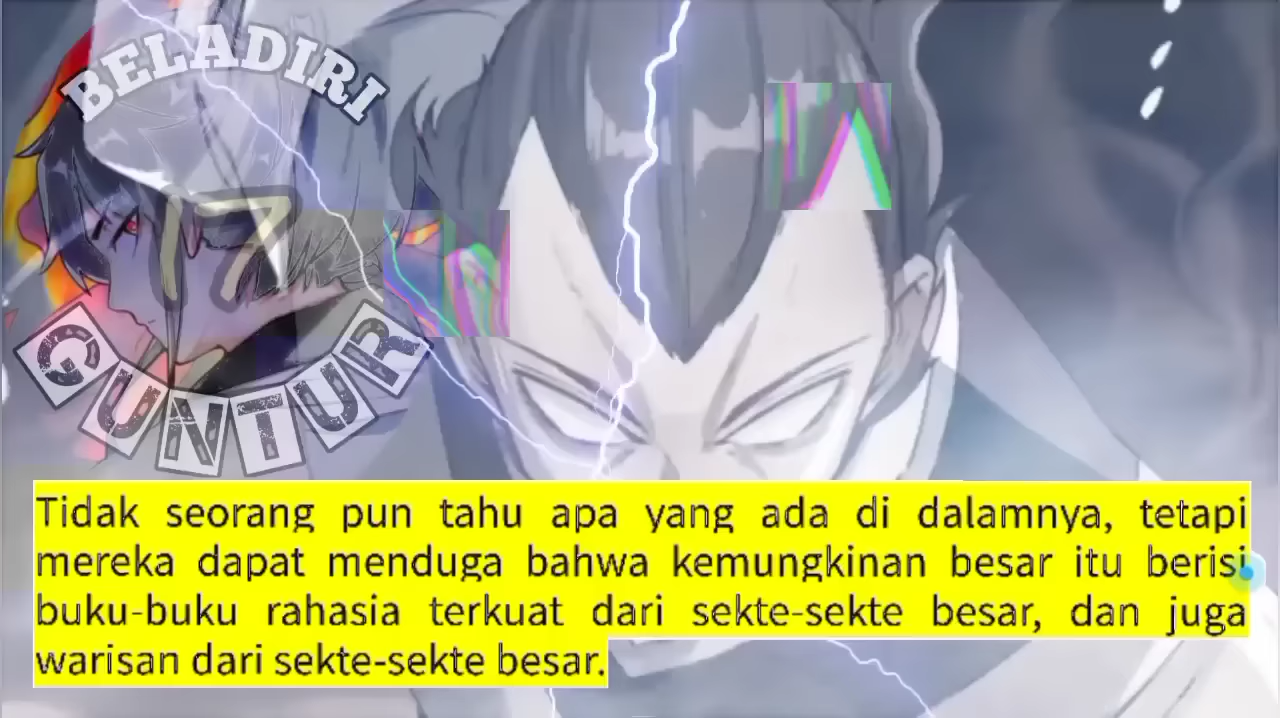 BELADIRI
17
GUNTUR
Tidak seorang pun tahu apa yang ada di dalamnya, tetapi
mereka dapat menduga bahwa kemungkinan besar itu berisi
buku-buku rahasia terkuat dari sekte-sekte besar, dan juga
warisan dari sekte-sekte besar.